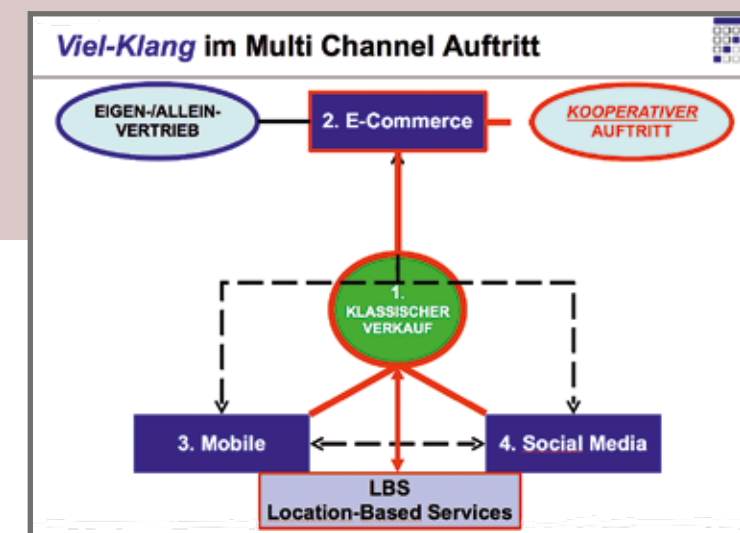 Viel-Klang im Multi Channel Auftritt
EIGEN-/ALLEIN-
VERTRIEB
2. E-Commerce
KOOPERATIVER
AUFTRITT
1.
KLASSISCHER
VERKAUF
3. Mobile
4. Social Media
LBS
Location-Based Services